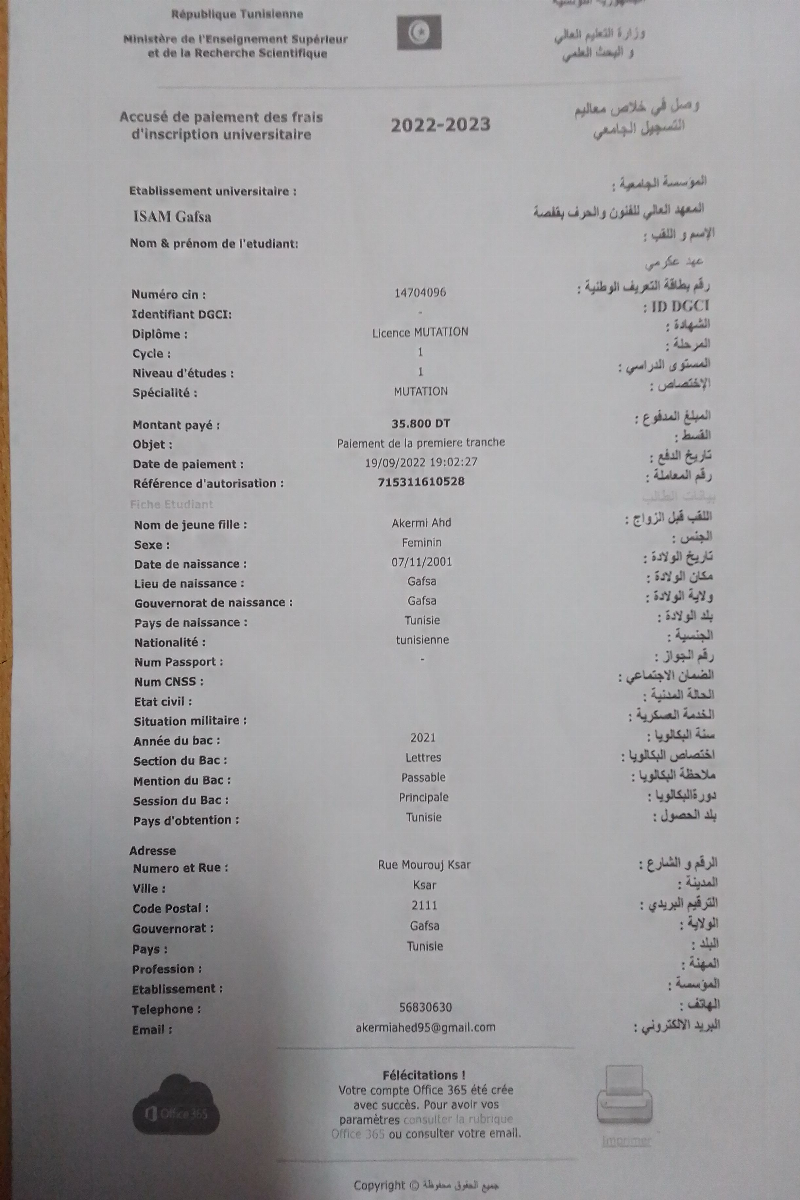 République Tunisienne
الجمهورية التونسية
Ministère de l'Enseignement Supérieur
et de la Recherche Scientifique
وزارة التعليم العالي
و البحث العلمي
Accusé de paiement des frais
d'inscription universitaire
2022-2023
وصل في خلاص معاليم
التسجيل الجامعي
Etablissement universitaire :
المؤسسة الجامعية :
ISAM Gafsa
المعهد العالي للفنون والحرف بقفصة
Nom & prénom de l'etudiant:
الإسم و اللقب :
عهد عكرمي
Numéro cin : 14704096 رقم بطاقة التعريف الوطنية :
Identifiant DGCI: - ID DGCI :
Diplôme : Licence MUTATION الشهادة :
Cycle : 1 المرحلة :
Niveau d'études : 1 المستوى الدراسي :
Spécialité : MUTATION الإختصاص :
Montant payé : 35.800 DT المبلغ المدفوع :
Objet : Paiement de la premiere tranche القسط :
Date de paiement : 19/09/2022 19:02:27 تاريخ الدفع :
Référence d'autorisation : 715311610528 رقم المعاملة :
Fiche Etudiant بيانات الطالب
Nom de jeune fille : Akermi Ahd اللقب قبل الزواج :
Sexe : Feminin الجنس :
Date de naissance : 07/11/2001 تاريخ الولادة :
Lieu de naissance : Gafsa مكان الولادة :
Gouvernorat de naissance : Gafsa ولاية الولادة :
Pays de naissance : Tunisie بلد الولادة :
Nationalité : tunisienne الجنسية :
Num Passport : - رقم الجواز :
Num CNSS : الضمان الاجتماعي :
Etat civil : الحالة المدنية :
Situation militaire : الخدمة العسكرية :
Année du bac : 2021 سنة البكالويا :
Section du Bac : Lettres اختصاص البكالويا :
Mention du Bac : Passable ملاحظة البكالويا :
Session du Bac : Principale دورةالبكالويا :
Pays d'obtention : Tunisie بلد الحصول :
Adresse
Numero et Rue : Rue Mourouj Ksar الرقم و الشارع :
Ville : Ksar المدينة :
Code Postal : 2111 الترقيم البريدي :
Gouvernorat : Gafsa الولاية :
Pays : Tunisie البلد :
Profession : المهنة :
Etablissement : المؤسسة :
Telephone : 56830630 الهاتف :
Email : akermiahed95@gmail.com البريد الالكتروني :
Félécitations !
Votre compte Office 365 été crée
avec succès. Pour avoir vos
paramètres consulter la rubrique
Office 365 ou consulter votre email.
Office 365
Imprimer
Copyright © جميع الحقوق محفوظة